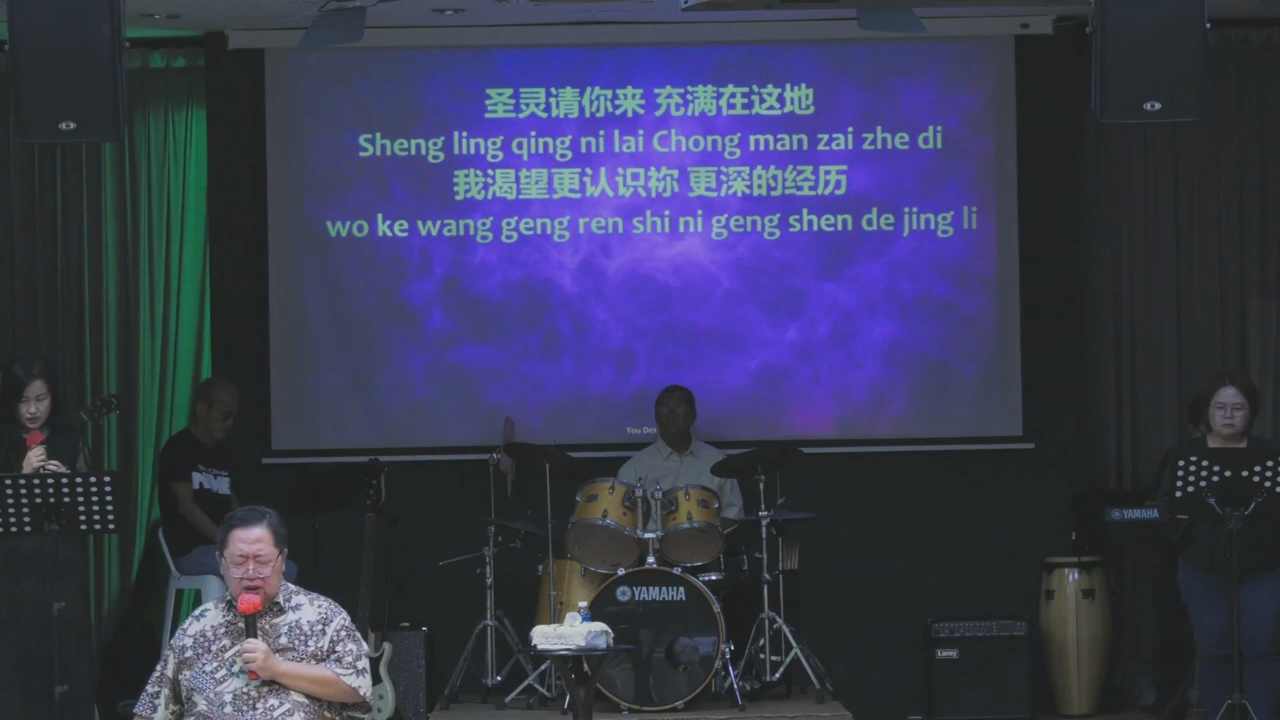 圣灵请你来 充满在这地
Sheng ling qing ni lai Chong man zai zhe di
我渴望更认识祢 更深的经历
wo ke wang geng ren shi ni geng shen de jing li
YAMAHA
YAMAHA
Laney